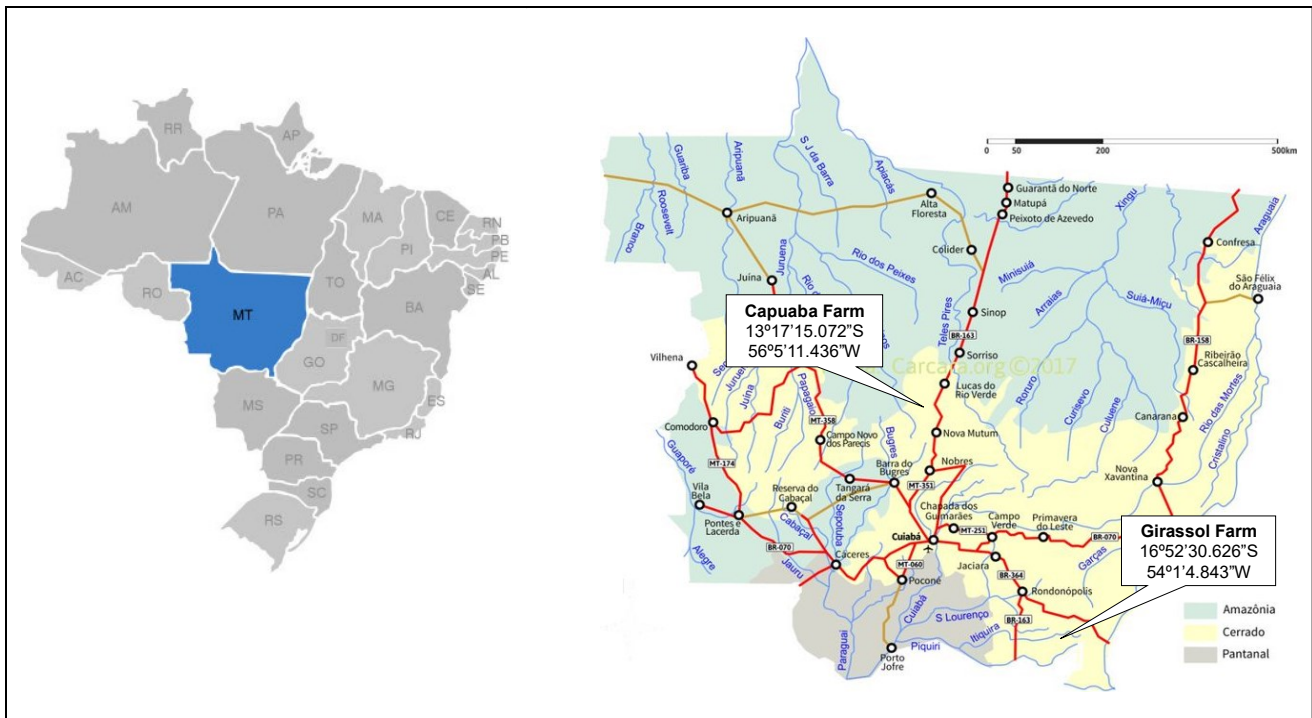 RR
AP
AM
PA
MA
CE
RN
PB
PE
AL
SE
PI
AC
RO
TO
BA
MT
DF
GO
MG
ES
MS
SP
RJ
PR
SC
RS
0 50 200 500km
Guariba
Roosevelt
Branco
Aripuanã
S J da Barra
Apiacás
Aripuanã
Alta
Floresta
Guarantã do Norte
Matupá
Peixoto de Azevedo
Xingu
Araguaia
Confresa
Colider
Juruena
Juína
Rio dos Peixes
Minisuiá
Arraias
Suiá-Miçu
São Félix
do Araguaia
Teles Pires
Sinop
BR-163
BR-158
Capuaba Farm
13º17'15.072”S
56º5'11.436”W
Vilhena
Sorriso
Carcara.org©2017
Ribeirão
Cascalheira
Juruena
Juína
Buriti
Papagaio
Lucas do
Rio Verde
Roruro
Curisevo
Culuene
Canarana
Rio das Mortes
Cristalino
Comodoro
MT-358
Campo Novo
dos Parecis
Bugres
Nova Mutum
Guaporé
MT-174
Nobres
Barra do
Bugres
MT-351
Tangará
da Serra
Nova
Xavantina
Vila
Bela
Reserva do
Cabaçal
Chapada dos
Guimarães
Campo
Verde
Primavera
do Leste
MT-251
Pontes e
Lacerda
Cabaçal
Sepotuba
Cuiabá
BR-070
BR-070
Girassol Farm
16º52'30.626”S
54º1'4.843”W
Alegre
Jauru
Cáceres
MT-060
Poconé
Jaciara
BR-364
Garças
Rondonópolis
Cuiabá
S Lourenço
BR-163
Itiquira
Paraguai
Piquiri
Porto
Jofre
Amazônia
Cerrado
Pantanal